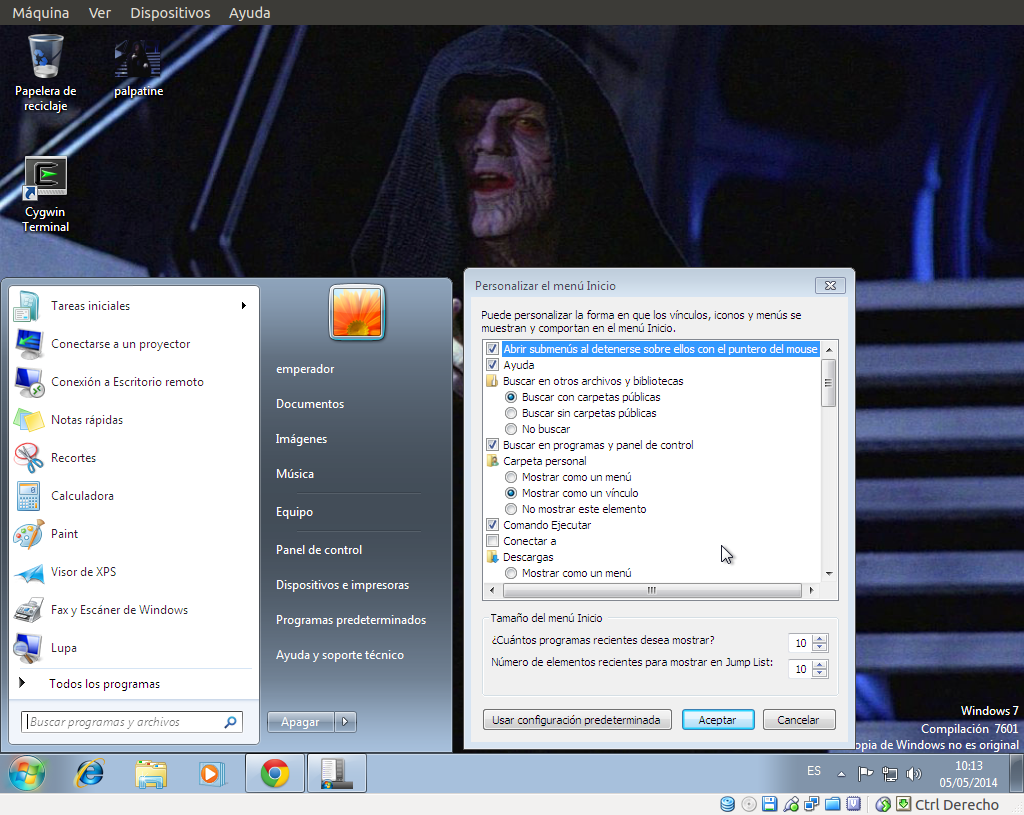 Máquina Ver Dispositivos Ayuda
Papelera de
reciclaje
palpatine
Cygwin
Terminal
Tareas iniciales
Conectarse a un proyector
Conexión a Escritorio remoto
Notas rápidas
Recortes
Calculadora
Paint
Visor de XPS
Fax y Escáner de Windows
Lupa
Todos los programas
Buscar programas y archivos
emperador
Documentos
Imágenes
Música
Equipo
Panel de control
Dispositivos e impresoras
Programas predeterminados
Ayuda y soporte técnico
Apagar
Personalizar el menú Inicio
Puede personalizar la forma en que los vínculos, iconos y menús se
muestran y comportan en el menú Inicio.
Abrir submenús al detenerse sobre ellos con el puntero del mouse
Ayuda
Buscar en otros archivos y bibliotecas
Buscar con carpetas públicas
Buscar sin carpetas públicas
No buscar
Buscar en programas y panel de control
Carpeta personal
Mostrar como un menú
Mostrar como un vínculo
No mostrar este elemento
Comando Ejecutar
Conectar a
Descargas
Mostrar como un menú
Tamaño del menú Inicio
¿Cuántos programas recientes desea mostrar? 10
Número de elementos recientes para mostrar en Jump List: 10
Usar configuración predeterminada Aceptar Cancelar
Windows 7
Compilación 7601
opia de Windows no es original
ES
10:13
05/05/2014
Ctrl Derecho